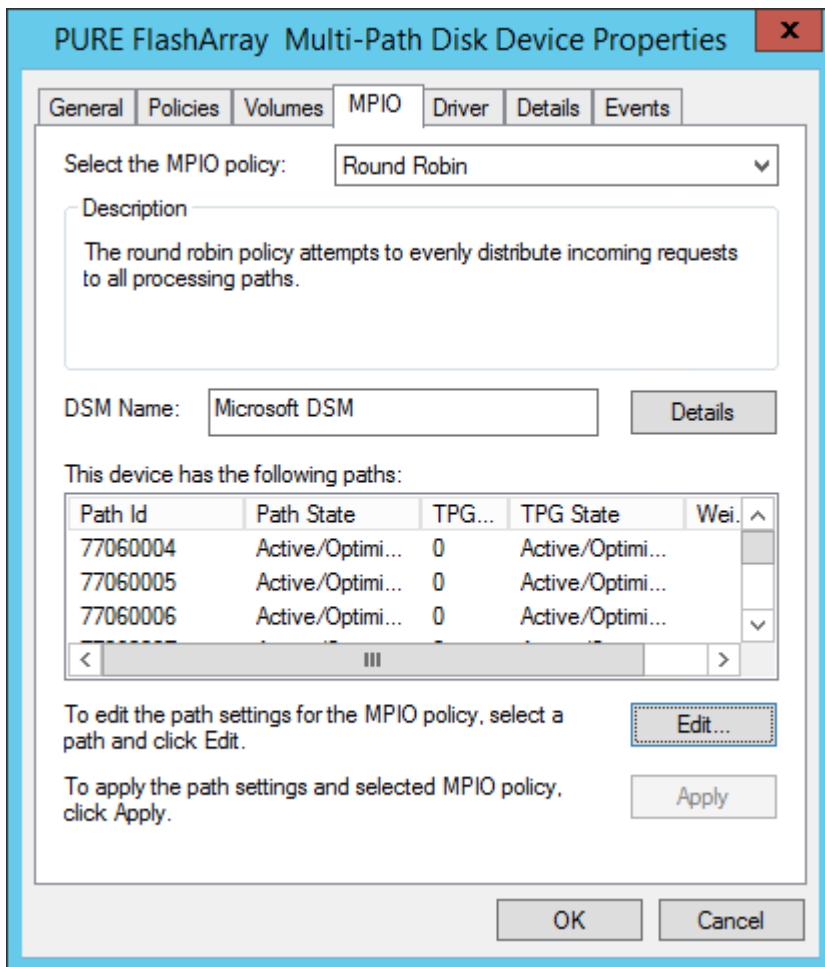 PURE FlashArray  Multi-Path Disk Device Properties
x
General Policies Volumes MPIO Driver Details Events
Select the MPIO policy: Round Robin
Description
The round robin policy attempts to evenly distribute incoming requests
to all processing paths.
DSM Name: Microsoft DSM Details
This device has the following paths:
Path Id Path State TPG... TPG State Wei.
77060004 Active/Optimi... 0 Active/Optimi...
77060005 Active/Optimi... 0 Active/Optimi...
77060006 Active/Optimi... 0 Active/Optimi...
To edit the path settings for the MPIO policy, select a
path and click Edit.
Edit...
To apply the path settings and selected MPIO policy,
click Apply.
Apply
OK Cancel